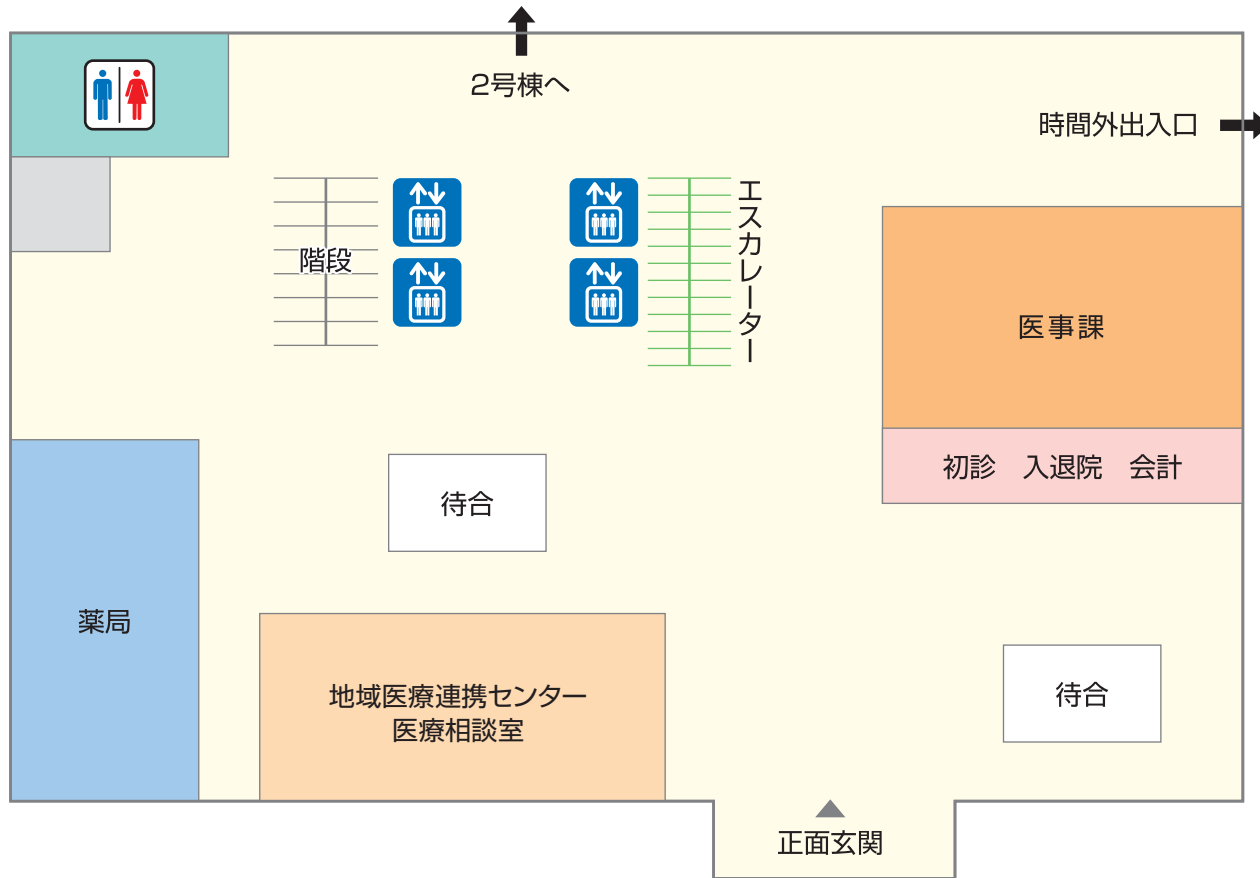 2号棟へ
時間外出入口
階段
エスカレーター
医事課
初診　入退院　会計
待合
薬局
地域医療連携センター
医療相談室
待合
正面玄関